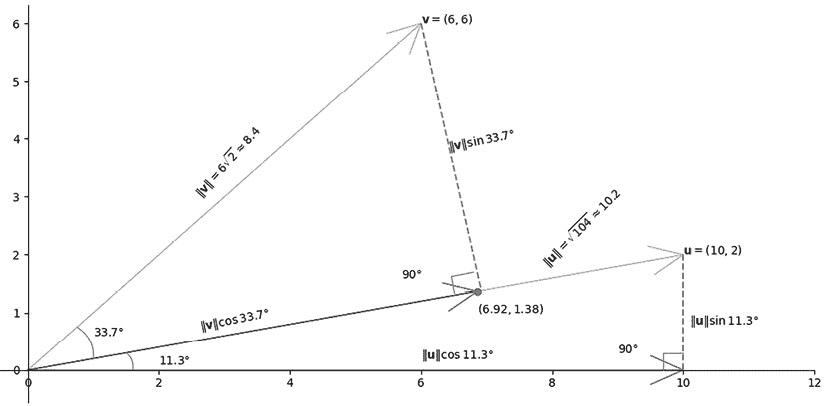 6
v = (6, 6)
5
4
‖v‖ = 6√2 ≈ 8.4
‖v‖sin 33.7°
3
‖u‖ = √104 ≈ 10.2
2
u = (10, 2)
90°
(6.92, 1.38)
1
33.7°
‖v‖cos 33.7°
‖u‖sin 11.3°
11.3°
‖u‖cos 11.3°
90°
0
0 2 4 6 8 10 12